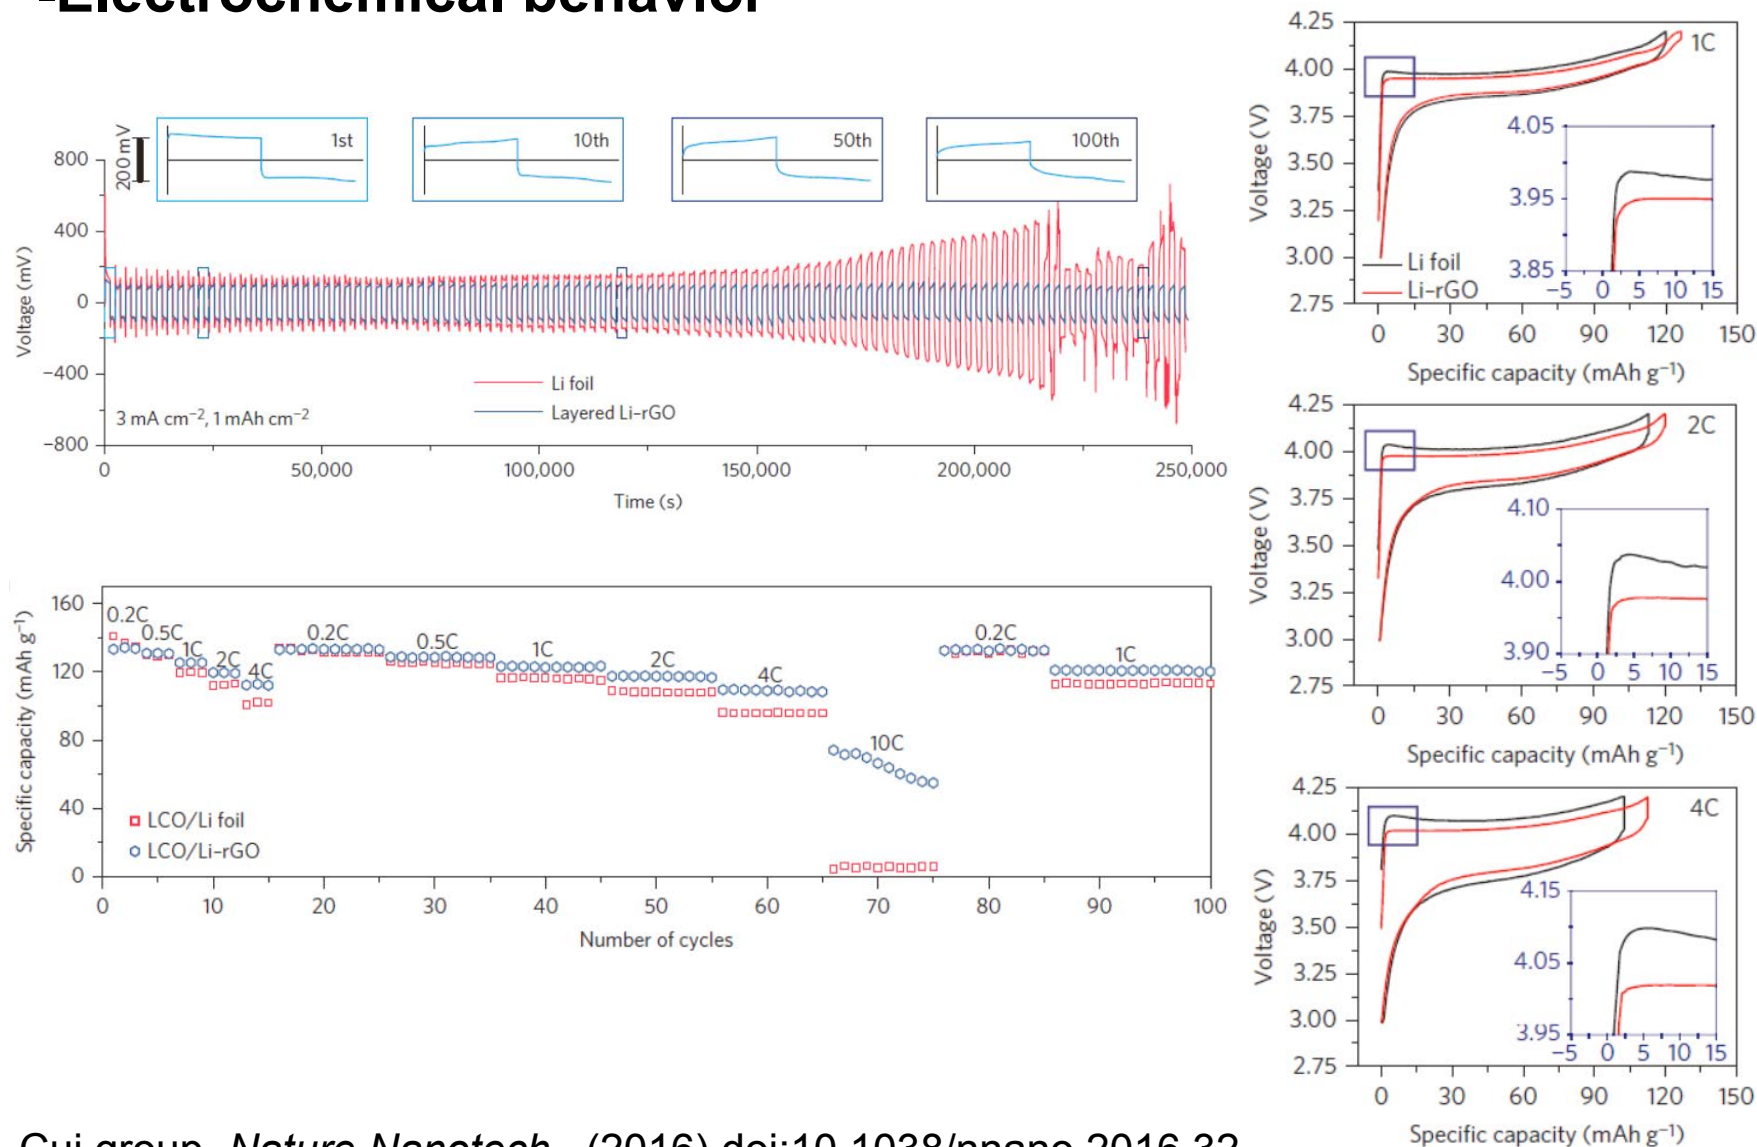 -Electrochemical behavior
200 mV
1st
10th
50th
100th
800
400
0
−400
−800
Voltage (mV)
Li foil
Layered Li–rGO
3 mA cm−2, 1 mAh cm−2
0
50,000
100,000
150,000
200,000
250,000
Time (s)
160
120
80
40
0
Specific capacity (mAh g−1)
0.2C
0.5C
1C
2C
4C
0.2C
0.5C
1C
2C
4C
10C
0.2C
1C
LCO/Li foil
LCO/Li–rGO
0
10
20
30
40
50
60
70
80
90
100
Number of cycles
4.25
4.00
3.75
3.50
3.25
3.00
2.75
Voltage (V)
1C
4.05
3.95
3.85
−5
0
5
10
15
Li foil
Li–rGO
0
30
60
90
120
150
Specific capacity (mAh g−1)
4.25
4.00
3.75
3.50
3.25
3.00
2.75
Voltage (V)
2C
4.10
4.00
3.90
−5
0
5
10
15
0
30
60
90
120
150
Specific capacity (mAh g−1)
4.25
4.00
3.75
3.50
3.25
3.00
2.75
Voltage (V)
4C
4.15
4.05
3.95
−5
0
5
10
15
0
30
60
90
120
150
Specific capacity (mAh g−1)
Cui group, Nature Nanotech., (2016) doi:10.1038/nnano.2016.32